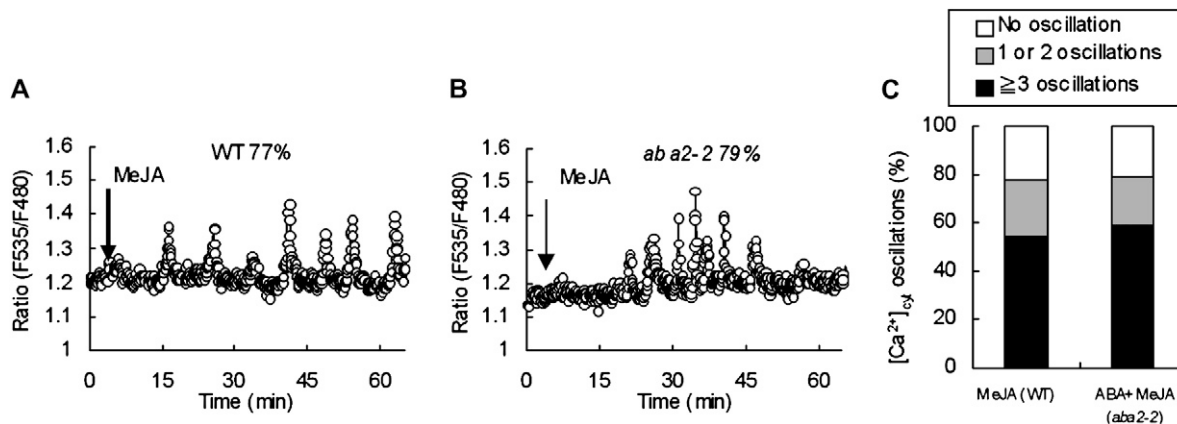 No oscillation
1 or 2 oscillations
≧3 oscillations
A
B
C
1.6
1.5
1.4
1.3
1.2
1.1
1
Ratio (F535/F480)
WT 77%
MeJA
0 15 30 45 60
Time (min)
1.6
1.5
1.4
1.3
1.2
1.1
1
Ratio (F535/F480)
aba2-2 79%
MeJA
0 15 30 45 60
Time (min)
100
80
60
40
20
0
[Ca²⁺]cyt oscillations (%)
MeJA (WT)
ABA+ MeJA
(aba2-2)